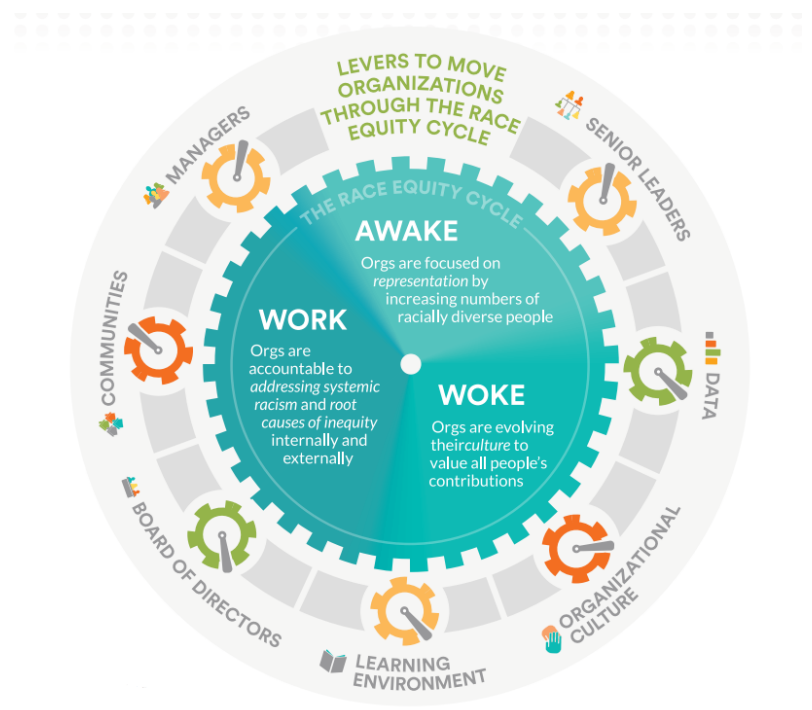 LEVERS TO MOVE
ORGANIZATIONS
THROUGH THE RACE
EQUITY CYCLE
THE RACE EQUITY CYCLE
AWAKE
Orgs are focused on
representation by
increasing numbers of
racially diverse people
WOKE
Orgs are evolving
theirculture to
value all people's
contributions
WORK
Orgs are
accountable to
addressing systemic
racism and root
causes of inequity
internally and
externally
SENIOR LEADERS
DATA
ORGANIZATIONAL
CULTURE
LEARNING
ENVIRONMENT
BOARD OF DIRECTORS
COMMUNITIES
MANAGERS